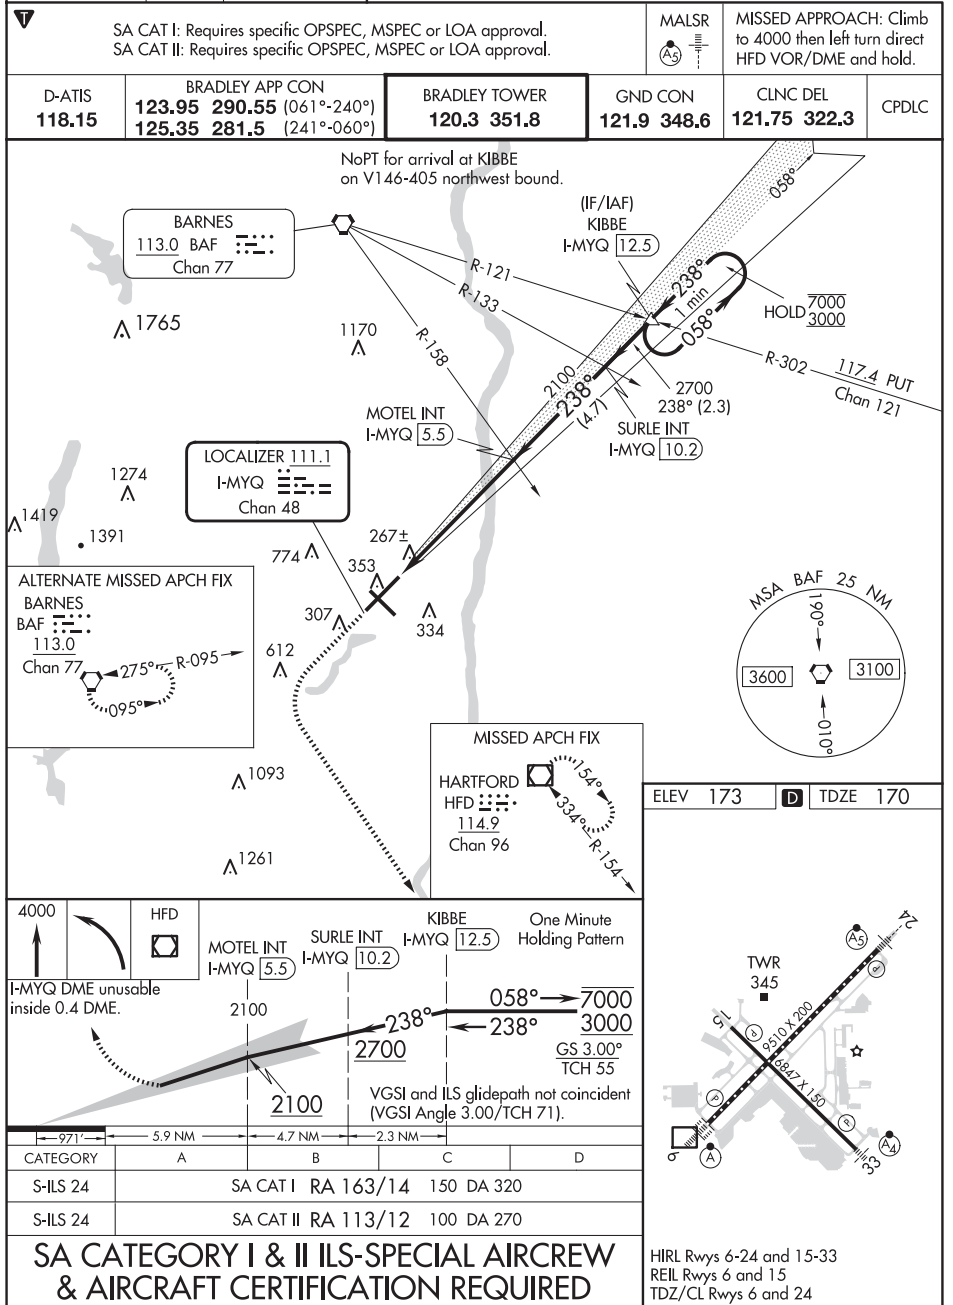 T
SA CAT I: Requires specific OPSPEC, MSPEC or LOA approval.
SA CAT II: Requires specific OPSPEC, MSPEC or LOA approval.
MALSR
A5
MISSED APPROACH: Climb
to 4000 then left turn direct
HFD VOR/DME and hold.
D-ATIS
118.15
BRADLEY APP CON
123.95 290.55 (061°-240°)
125.35 281.5 (241°-060°)
BRADLEY TOWER
120.3 351.8
GND CON
121.9 348.6
CLNC DEL
121.75 322.3
CPDLC
NoPT for arrival at KIBBE
on V146-405 northwest bound.
058°
(IF/IAF)
KIBBE
I-MYQ 12.5
BARNES
113.0 BAF
Chan 77
R-121
R-133
R-158
238°
1 min
058°
HOLD 7000
3000
R-302
117.4 PUT
Chan 121
1765
1170
2100
238°
(4.7)
2700
238° (2.3)
SURLE INT
I-MYQ 10.2
MOTEL INT
I-MYQ 5.5
LOCALIZER 111.1
I-MYQ
Chan 48
1274
1419
1391
774
267±
353
307
334
612
ALTERNATE MISSED APCH FIX
BARNES
BAF
113.0
Chan 77
275°
R-095
095°
MSA BAF 25 NM
190°
3600
3100
010°
1093
1261
MISSED APCH FIX
HARTFORD
HFD
114.9
Chan 96
154°
334°
R-154
ELEV 173
D
TDZE 170
4000
HFD
I-MYQ DME unusable
inside 0.4 DME.
MOTEL INT
I-MYQ 5.5
SURLE INT
I-MYQ 10.2
KIBBE
I-MYQ 12.5
One Minute
Holding Pattern
2100
238°
2700
058°
238°
7000
3000
GS 3.00°
TCH 55
2100
VGSI and ILS glidepath not coincident
(VGSI Angle 3.00/TCH 71).
971'
5.9 NM
4.7 NM
2.3 NM
CATEGORY A B C D
S-ILS 24 SA CAT I RA 163/14 150 DA 320
S-ILS 24 SA CAT II RA 113/12 100 DA 270
SA CATEGORY I & II ILS-SPECIAL AIRCREW
& AIRCRAFT CERTIFICATION REQUIRED
24
A5
P
TWR
345
15
P
9510 X 200
6847 X 150
P
P
6
A
A4
33
HIRL Rwys 6-24 and 15-33
REIL Rwys 6 and 15
TDZ/CL Rwys 6 and 24